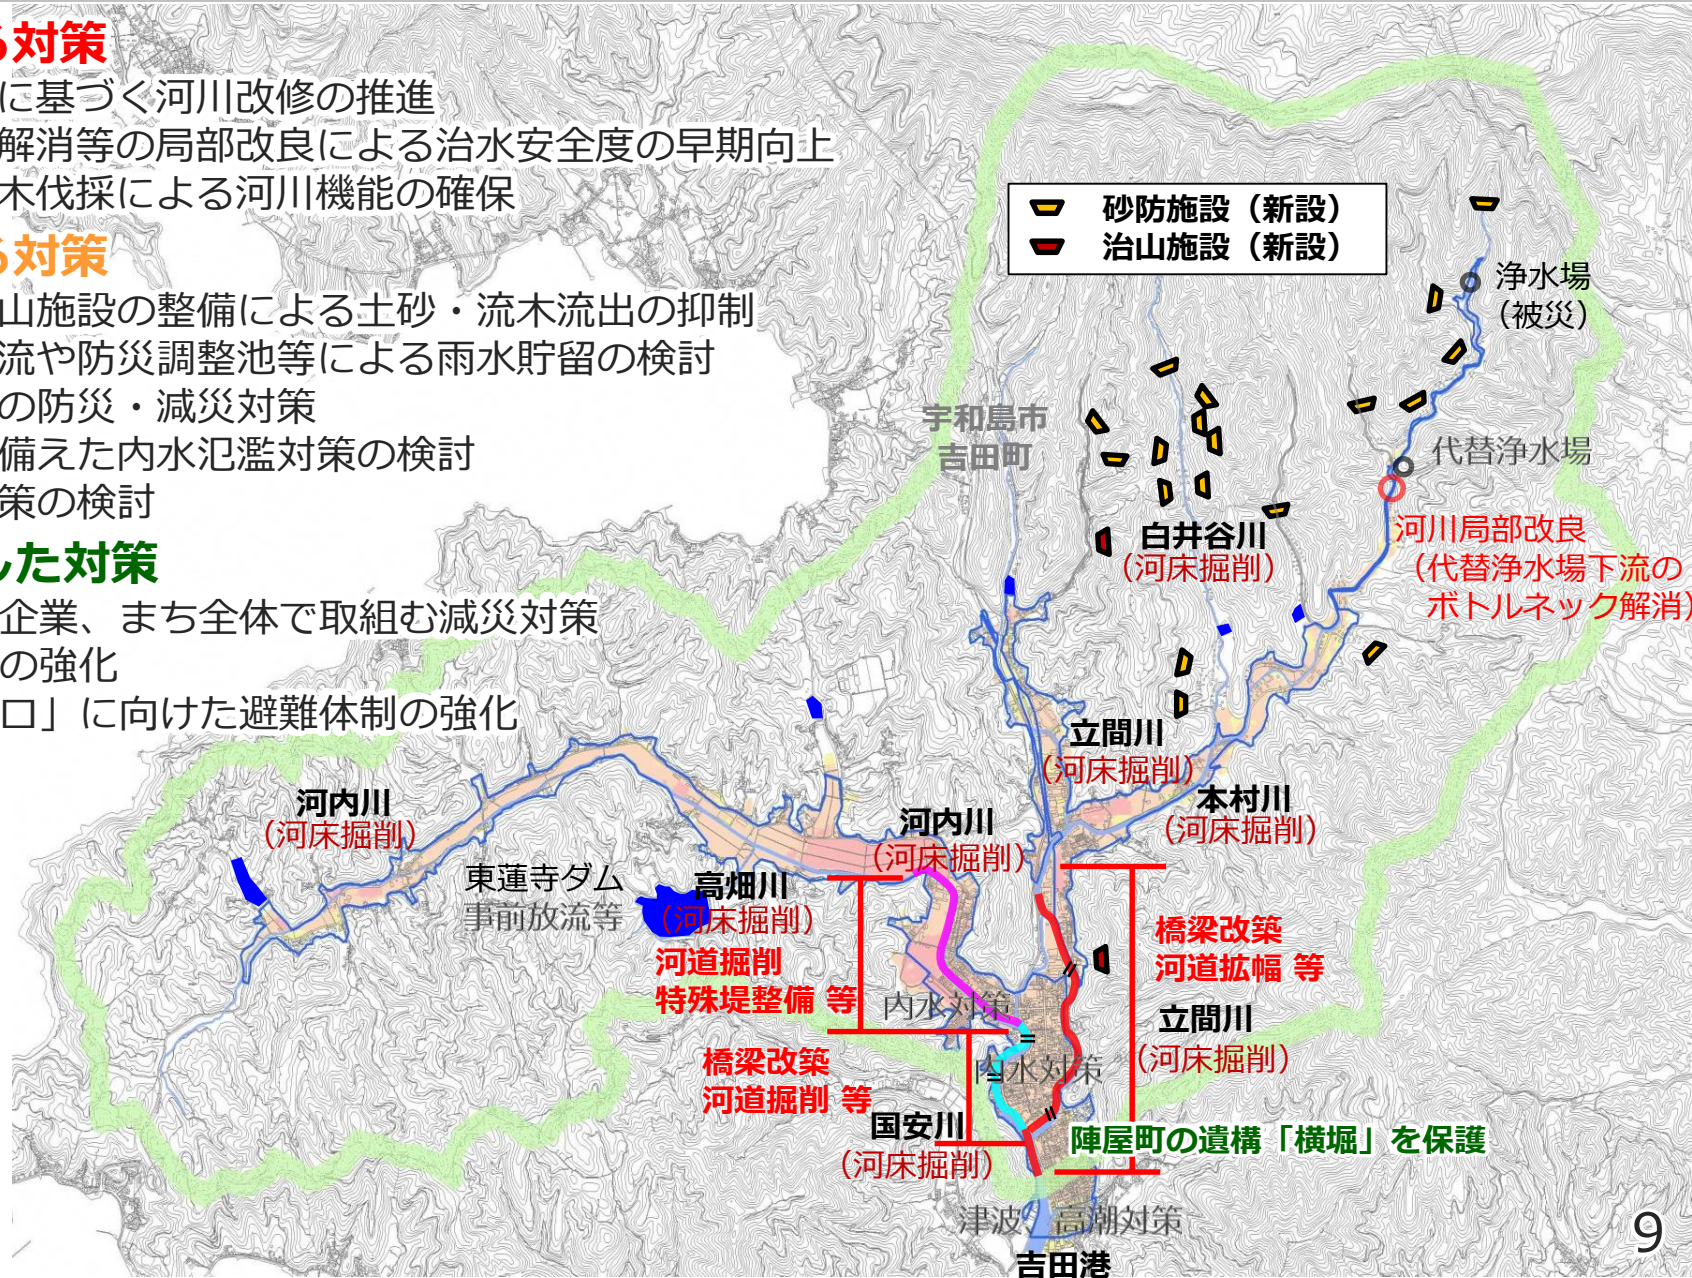 る対策
に基づく河川改修の推進
解消等の局部改良による治水安全度の早期向上
木伐採による河川機能の確保
る対策
山施設の整備による土砂・流木流出の抑制
流や防災調整池等による雨水貯留の検討
の防災・減災対策
備えた内水氾濫対策の検討
策の検討
した対策
企業、まち全体で取組む減災対策
の強化
ロ」に向けた避難体制の強化
砂防施設（新設）
治山施設（新設）
浄水場
（被災）
宇和島市
吉田町
代替浄水場
河川局部改良
（代替浄水場下流の
ボトルネック解消）
白井谷川
（河床掘削）
立間川
（河床掘削）
本村川
（河床掘削）
河内川
（河床掘削）
河内川
（河床掘削）
東蓮寺ダム
事前放流等
高畑川
（河床掘削）
河道掘削
特殊堤整備 等
内水対策
橋梁改築
河道拡幅 等
立間川
（河床掘削）
内水対策
橋梁改築
河道掘削 等
国安川
（河床掘削）
陣屋町の遺構「横堀」を保護
津波、高潮対策
吉田港
9